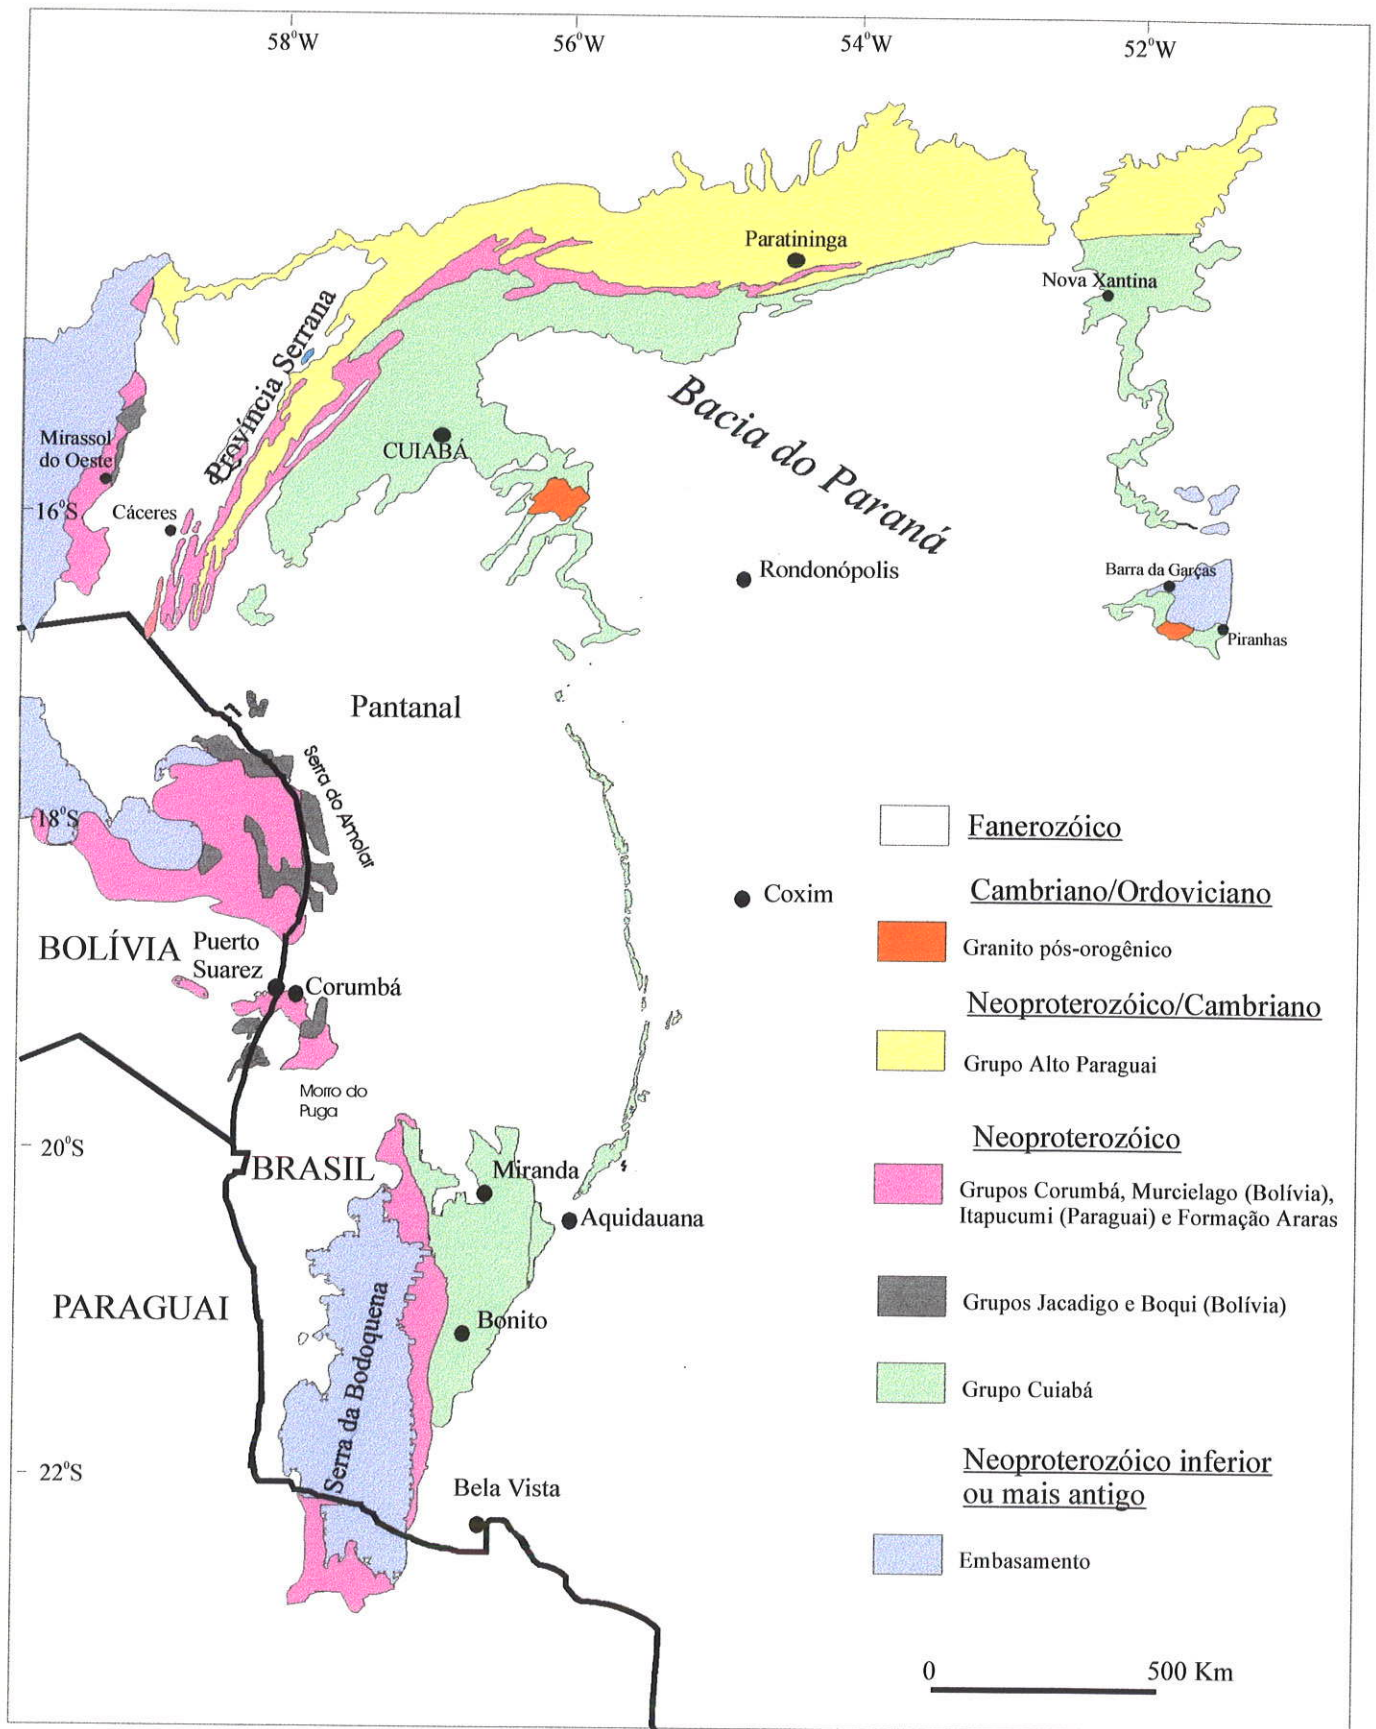 58°W
56°W
54°W
52°W
Paratininga
Nova Xantina
Província Serrana
Bacia do Paraná
Mirassol
do Oeste
CUIABÁ
16°S
Cáceres
Rondonópolis
Barra da Garças
Piranhas
Pantanal
Serra do Amolar
18°S
Fanerozóico
Cambriano/Ordoviciano
Coxim
BOLÍVIA
Puerto
Suarez
Granito pós-orogênico
Corumbá
Neoproterozóico/Cambriano
Grupo Alto Paraguai
Morro do
Puga
20°S
BRASIL
Miranda
Neoproterozóico
Grupos Corumbá, Murcielago (Bolívia),
Itapucumi (Paraguai) e Formação Araras
Aquidauana
PARAGUAI
Serra da Bodoquena
Bonito
Grupos Jacadigo e Boqui (Bolívia)
Grupo Cuiabá
22°S
Bela Vista
Neoproterozóico inferior
ou mais antigo
Embasamento
0
500 Km